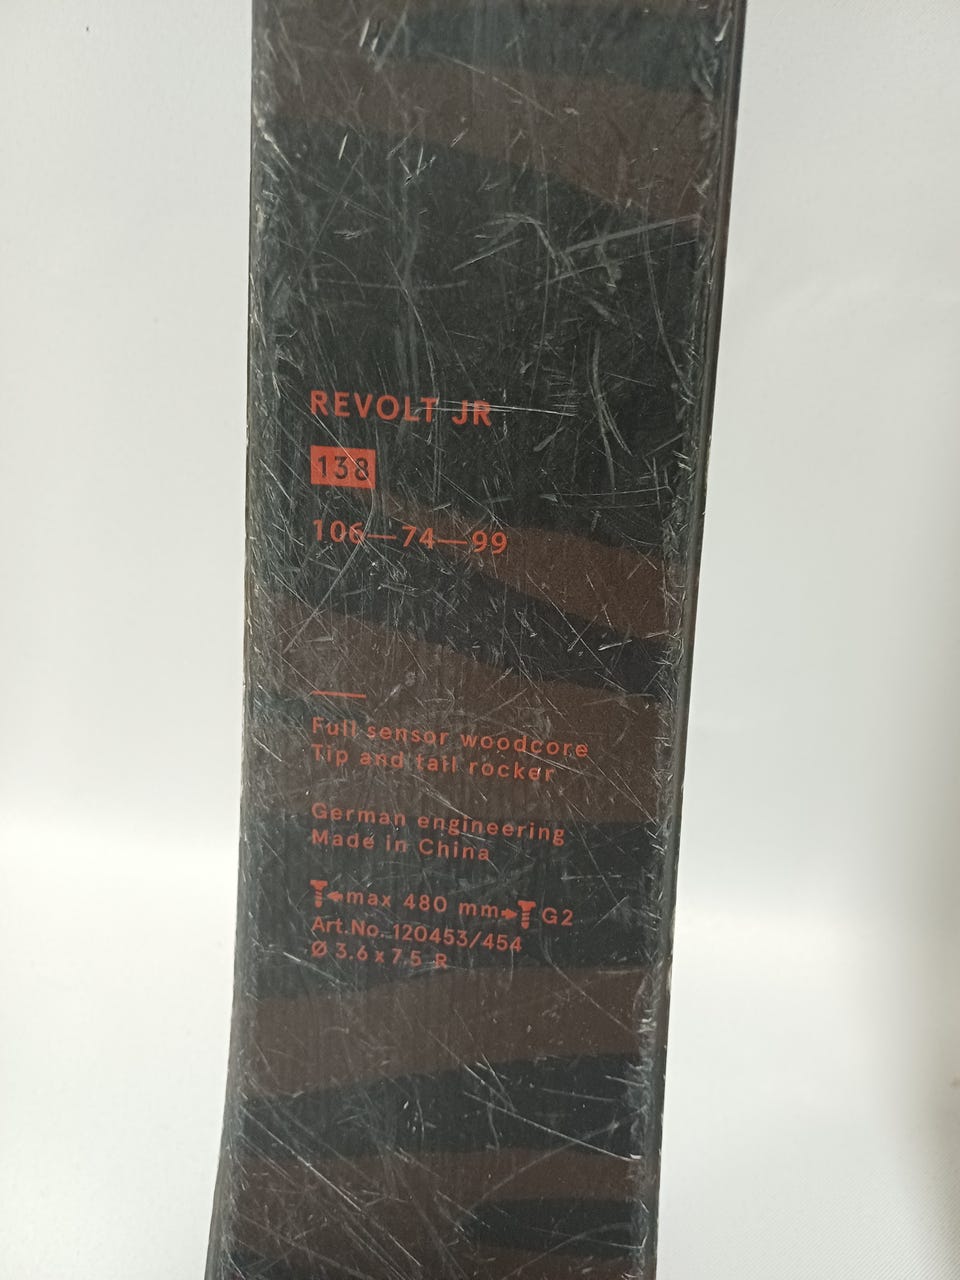 REVOLT JR
138
106—74—99
Full sensor woodcore
Tip and tail rocker
German engineering
Made in China
max 480 mm G2
Art.No. 120453/454
Ø 3.6 x 7.5 R